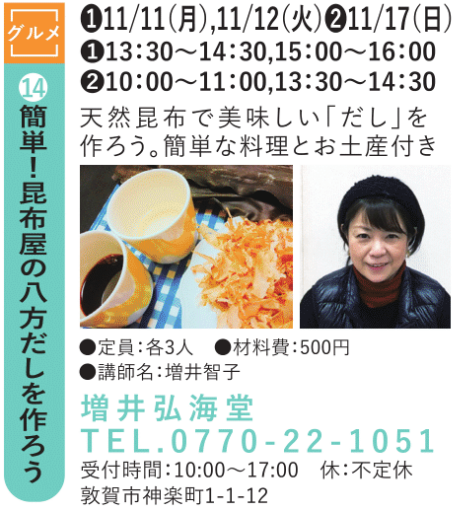 グルメ
⑭簡単！昆布屋の八方だしを作ろう
❶11/11(月),11/12(火)❷11/17(日)
❶13:30〜14:30,15:00〜16:00
❷10:00〜11:00,13:30〜14:30
天然昆布で美味しい「だし」を
作ろう。簡単な料理とお土産付き
●定員:各3人　●材料費:500円
●講師名:増井智子
増井弘海堂
TEL.0770-22-1051
受付時間:10:00〜17:00　休:不定休
敦賀市神楽町1-1-12